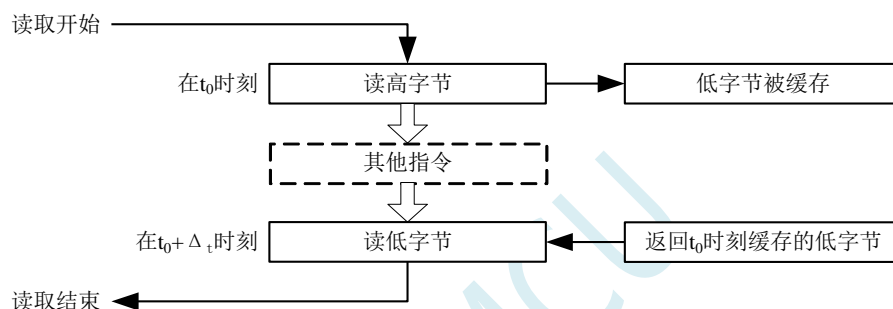 读取开始
在t₀时刻 读高字节 低字节被缓存
其他指令
在t₀+Δₜ时刻 读低字节 返回t₀时刻缓存的低字节
读取结束
MCU